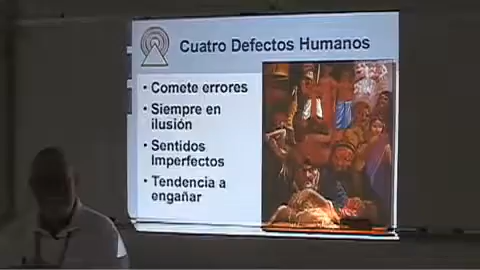 Cuatro Defectos Humanos
• Comete errores
• Siempre en
ilusión
• Sentidos
Imperfectos
• Tendencia a
engañar